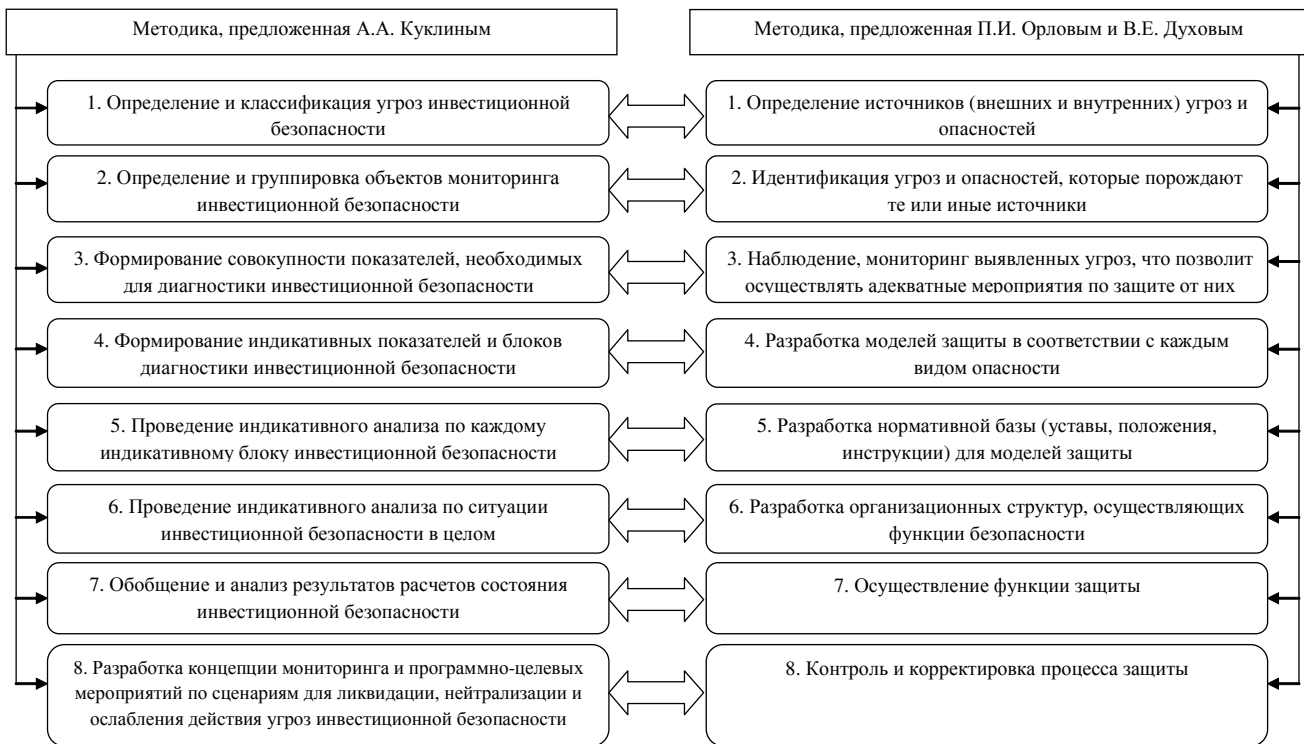 Методика, предложенная А.А. Куклиным
Методика, предложенная П.И. Орловым и В.Е. Духовым
1. Определение и классификация угроз инвестиционной
безопасности
1. Определение источников (внешних и внутренних) угроз и
опасностей
2. Определение и группировка объектов мониторинга
инвестиционной безопасности
2. Идентификация угроз и опасностей, которые порождают
те или иные источники
3. Формирование совокупности показателей, необходимых
для диагностики инвестиционной безопасности
3. Наблюдение, мониторинг выявленных угроз, что позволит
осуществлять адекватные мероприятия по защите от них
4. Формирование индикативных показателей и блоков
диагностики инвестиционной безопасности
4. Разработка моделей защиты в соответствии с каждым
видом опасности
5. Проведение индикативного анализа по каждому
индикативному блоку инвестиционной безопасности
5. Разработка нормативной базы (уставы, положения,
инструкции) для моделей защиты
6. Проведение индикативного анализа по ситуации
инвестиционной безопасности в целом
6. Разработка организационных структур, осуществляющих
функции безопасности
7. Обобщение и анализ результатов расчетов состояния
инвестиционной безопасности
7. Осуществление функции защиты
8. Разработка концепции мониторинга и программно-целевых
мероприятий по сценариям для ликвидации, нейтрализации и
ослабления действия угроз инвестиционной безопасности
8. Контроль и корректировка процесса защиты